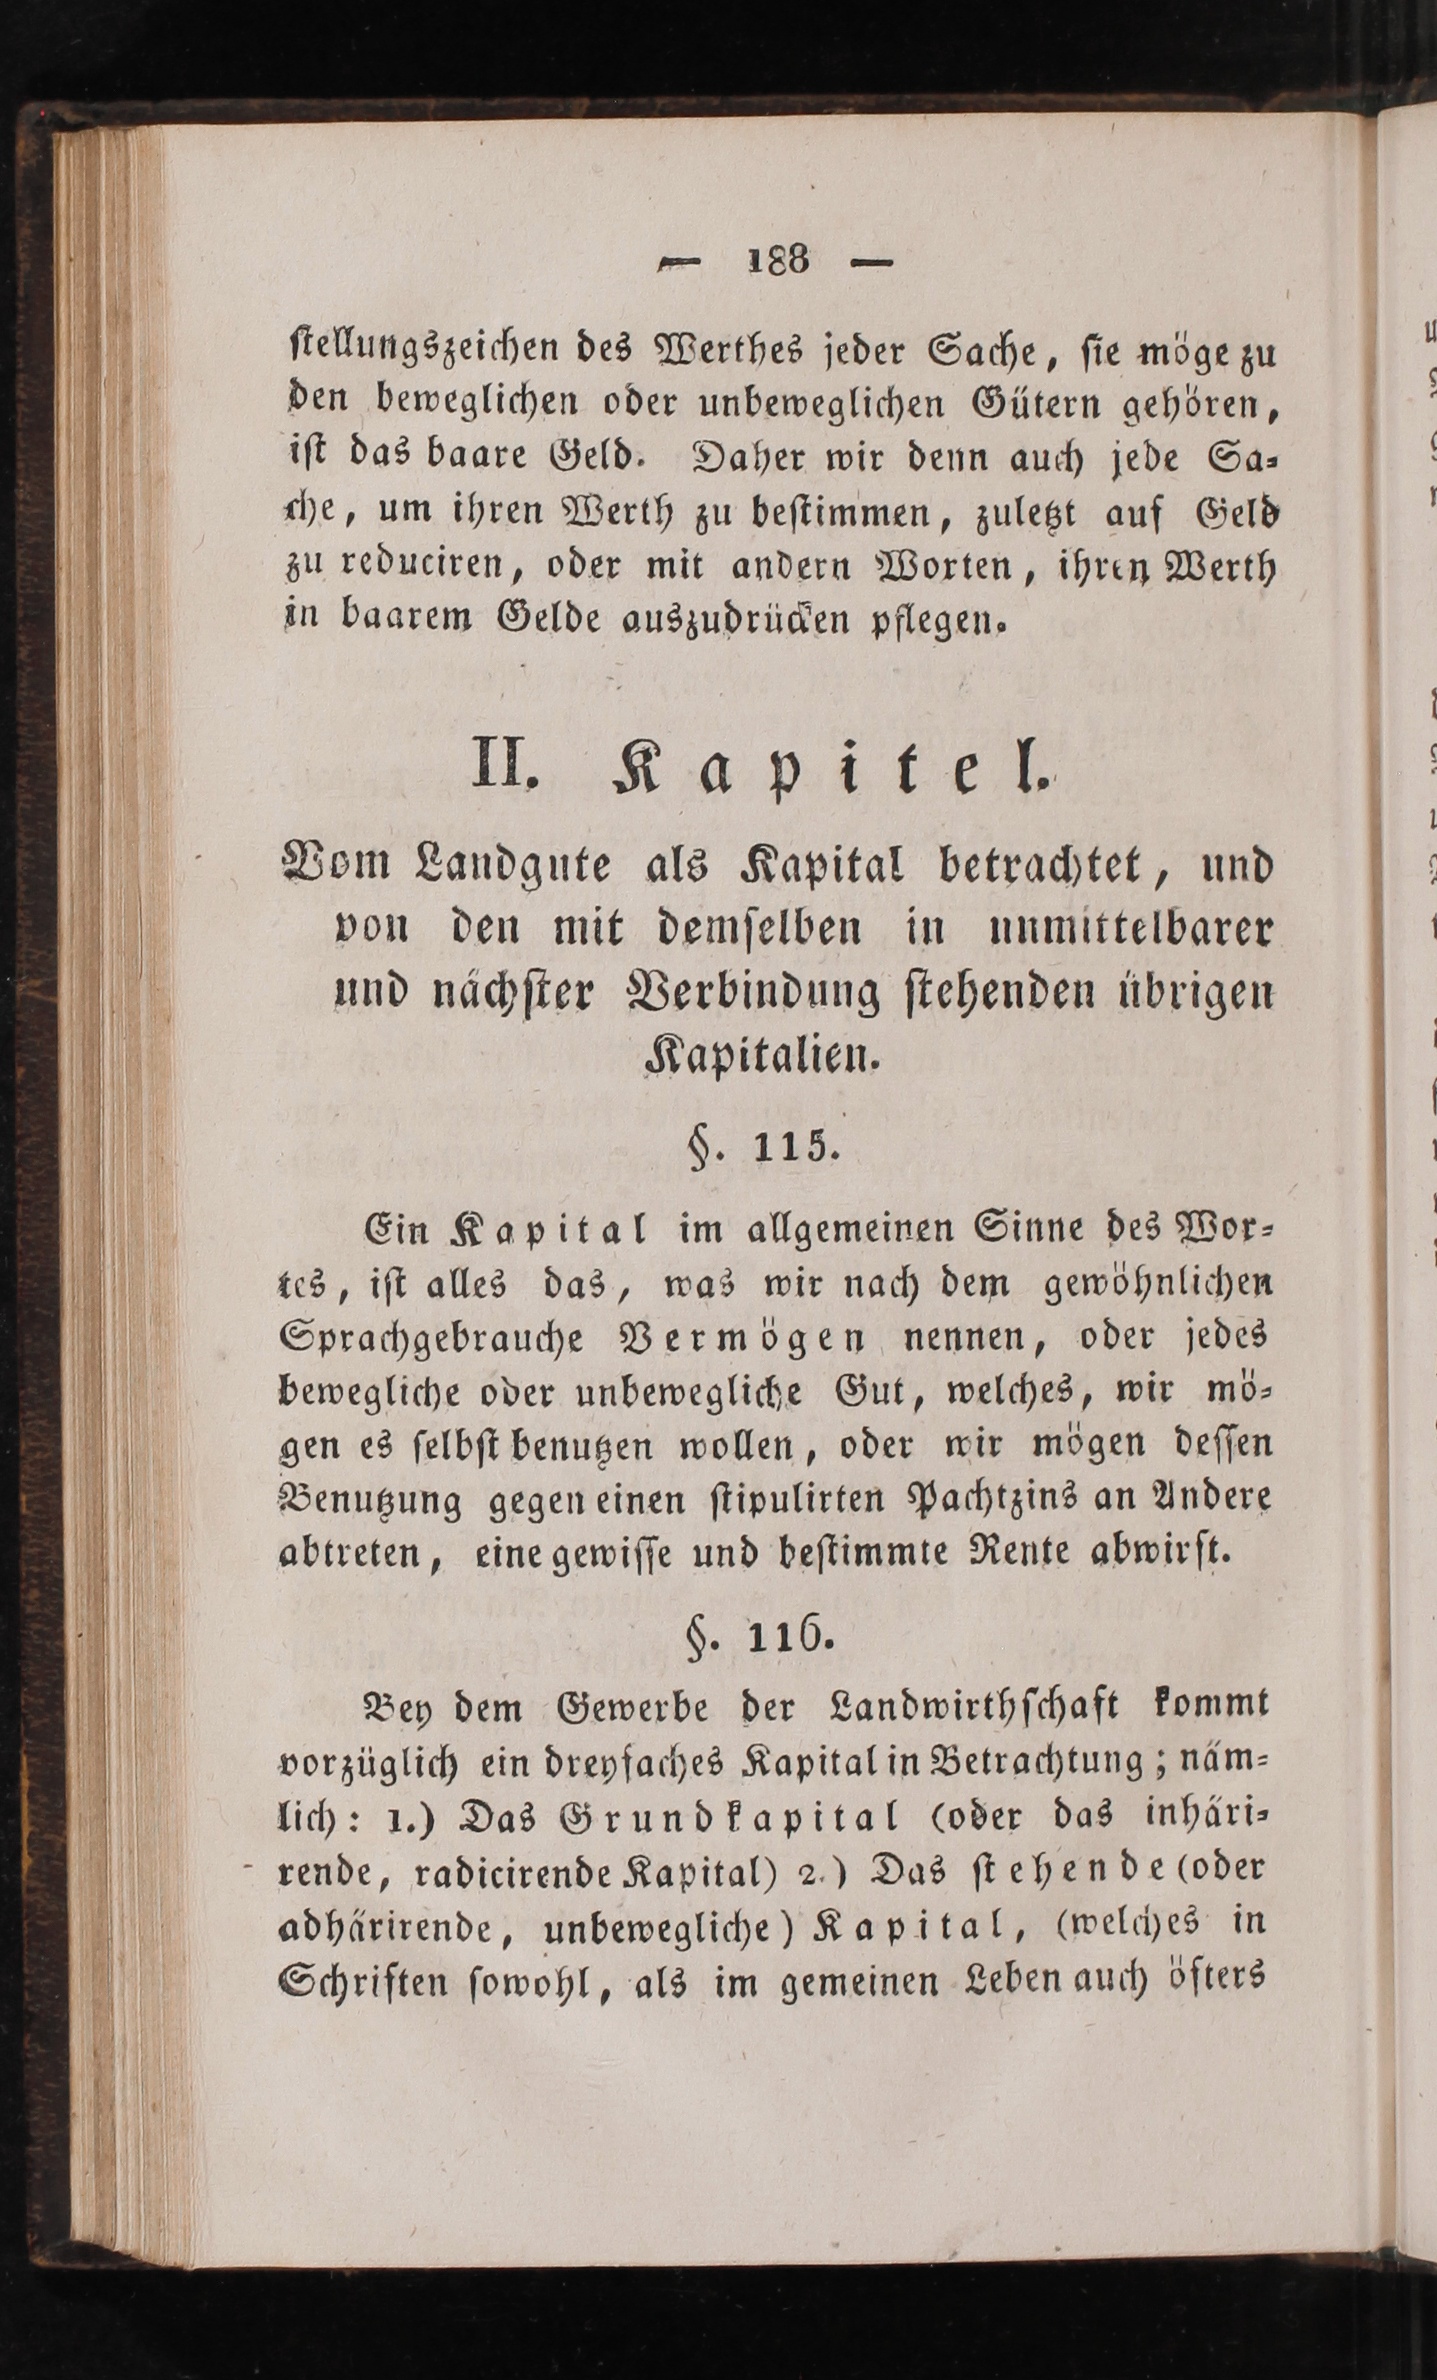 — 188 —
stellungszeichen des Werthes jeder Sache, sie möge zu
den beweglichen oder unbeweglichen Gütern gehören,
ist das baare Geld. Daher wir denn auch jede Sa-
che, um ihren Werth zu bestimmen, zuletzt auf Geld
zu reduciren, oder mit andern Worten, ihren Werth
in baarem Gelde auszudrücken pflegen.
II. Kapitel.
Vom Landgute als Kapital betrachtet, und
von den mit demselben in unmittelbarer
und nächster Verbindung stehenden übrigen
Kapitalien.
§. 115.
Ein Kapital im allgemeinen Sinne des Wor-
tes, ist alles das, was wir nach dem gewöhnlichen
Sprachgebrauche Vermögen nennen, oder jedes
bewegliche oder unbewegliche Gut, welches, wir mö-
gen es selbst benutzen wollen, oder wir mögen dessen
Benutzung gegen einen stipulirten Pachtzins an Andere
abtreten, eine gewisse und bestimmte Rente abwirft.
§. 116.
Bey dem Gewerbe der Landwirthschaft kommt
vorzüglich ein dreyfaches Kapital in Betrachtung; näm-
lich: 1.) Das Grundkapital (oder das inhäri-
rende, radicirende Kapital) 2.) Das stehende (oder
adhärirende, unbewegliche) Kapital, (welches in
Schriften sowohl, als im gemeinen Leben auch öfters